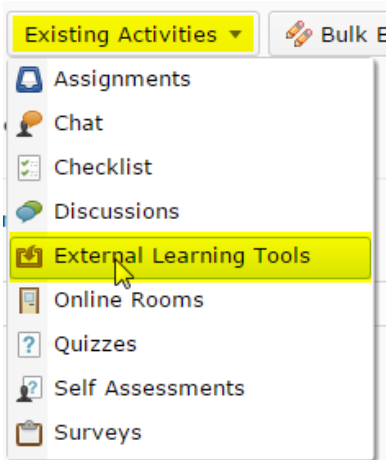 Existing Activities Bulk E
Assignments
Chat
Checklist
Discussions
External Learning Tools
Online Rooms
Quizzes
Self Assessments
Surveys